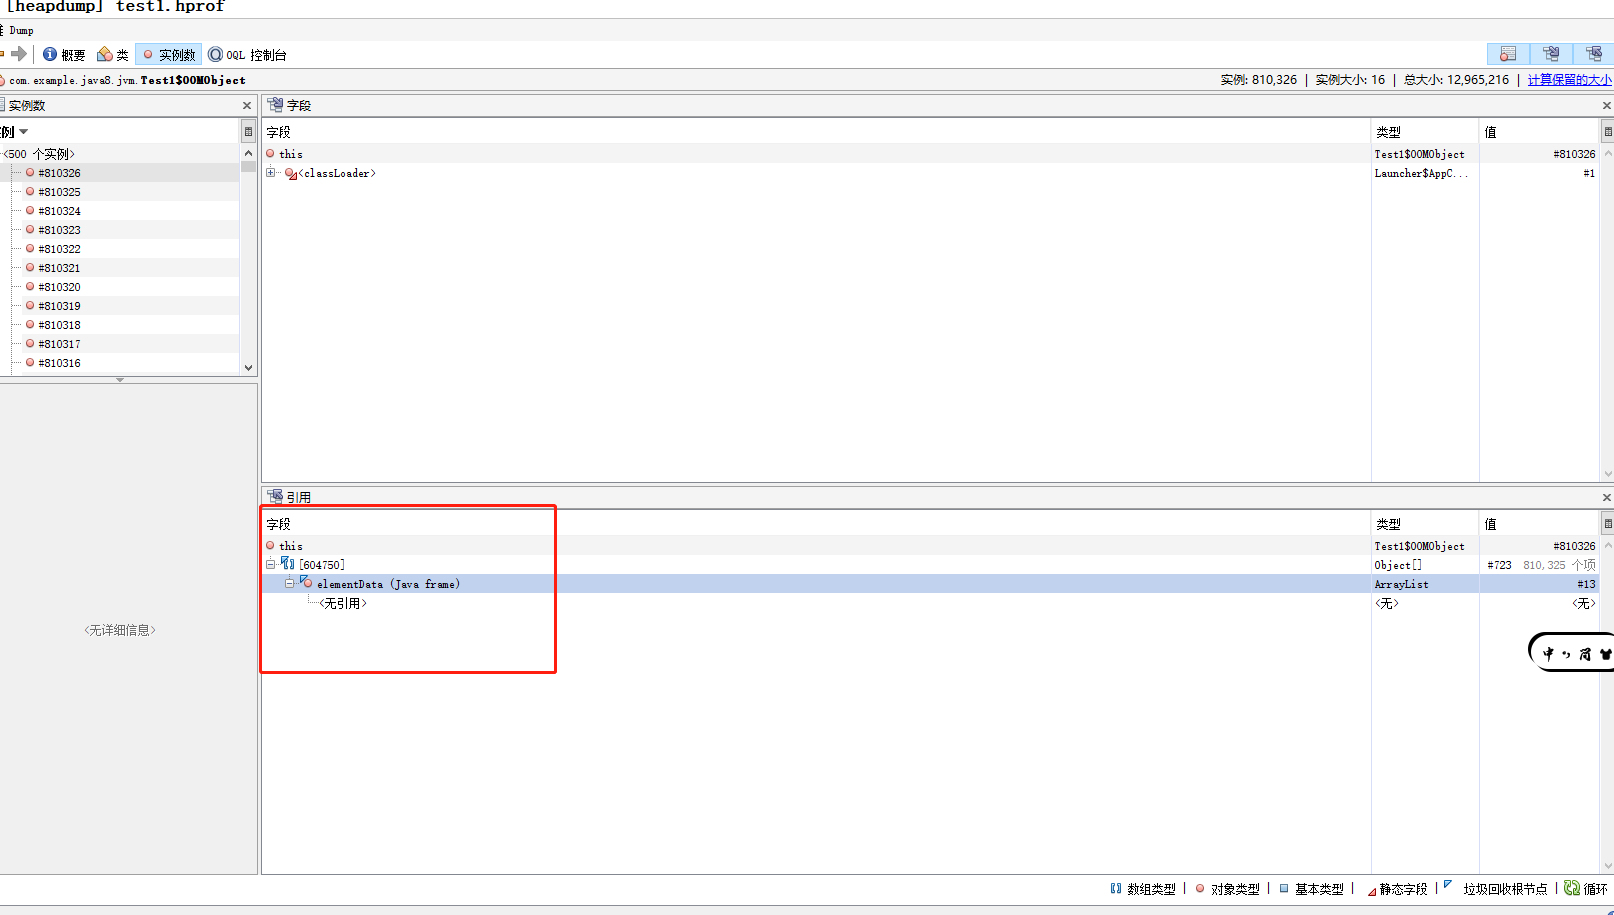 [heapdump] test1.hprof
Dump
概要 类 实例数 OQL 控制台
com.example.java8.jvm.Test1$OOMObject 实例: 810,326 | 实例大小: 16 | 总大小: 12,965,216 | 计算保留的大小
实例数
<500 个实例>
#810326
#810325
#810324
#810323
#810322
#810321
#810320
#810319
#810318
#810317
#810316
<无详细信息>
字段
字段 类型 值
this Test1$OOMObject #810326
<classLoader> Launcher$AppC... #1
引用
字段 类型 值
this Test1$OOMObject #810326
[604750] Object[] #723 810,325 个项
elementData (Java frame) ArrayList #13
<无引用> <无> <无>
中 简
数组类型 | 对象类型 | 基本类型 | 静态字段 | 垃圾回收根节点 | 循环